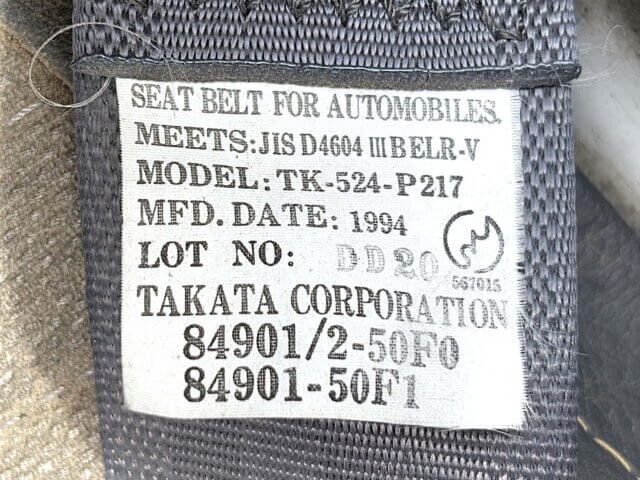 SEAT BELT FOR AUTOMOBILES.
MEETS: JIS D4604 III BELR-V
MODEL: TK-524-P217
MFD. DATE: 1994
LOT NO: DD20
567015
TAKATA CORPORATION
84901/2-50F0
84901-50F1